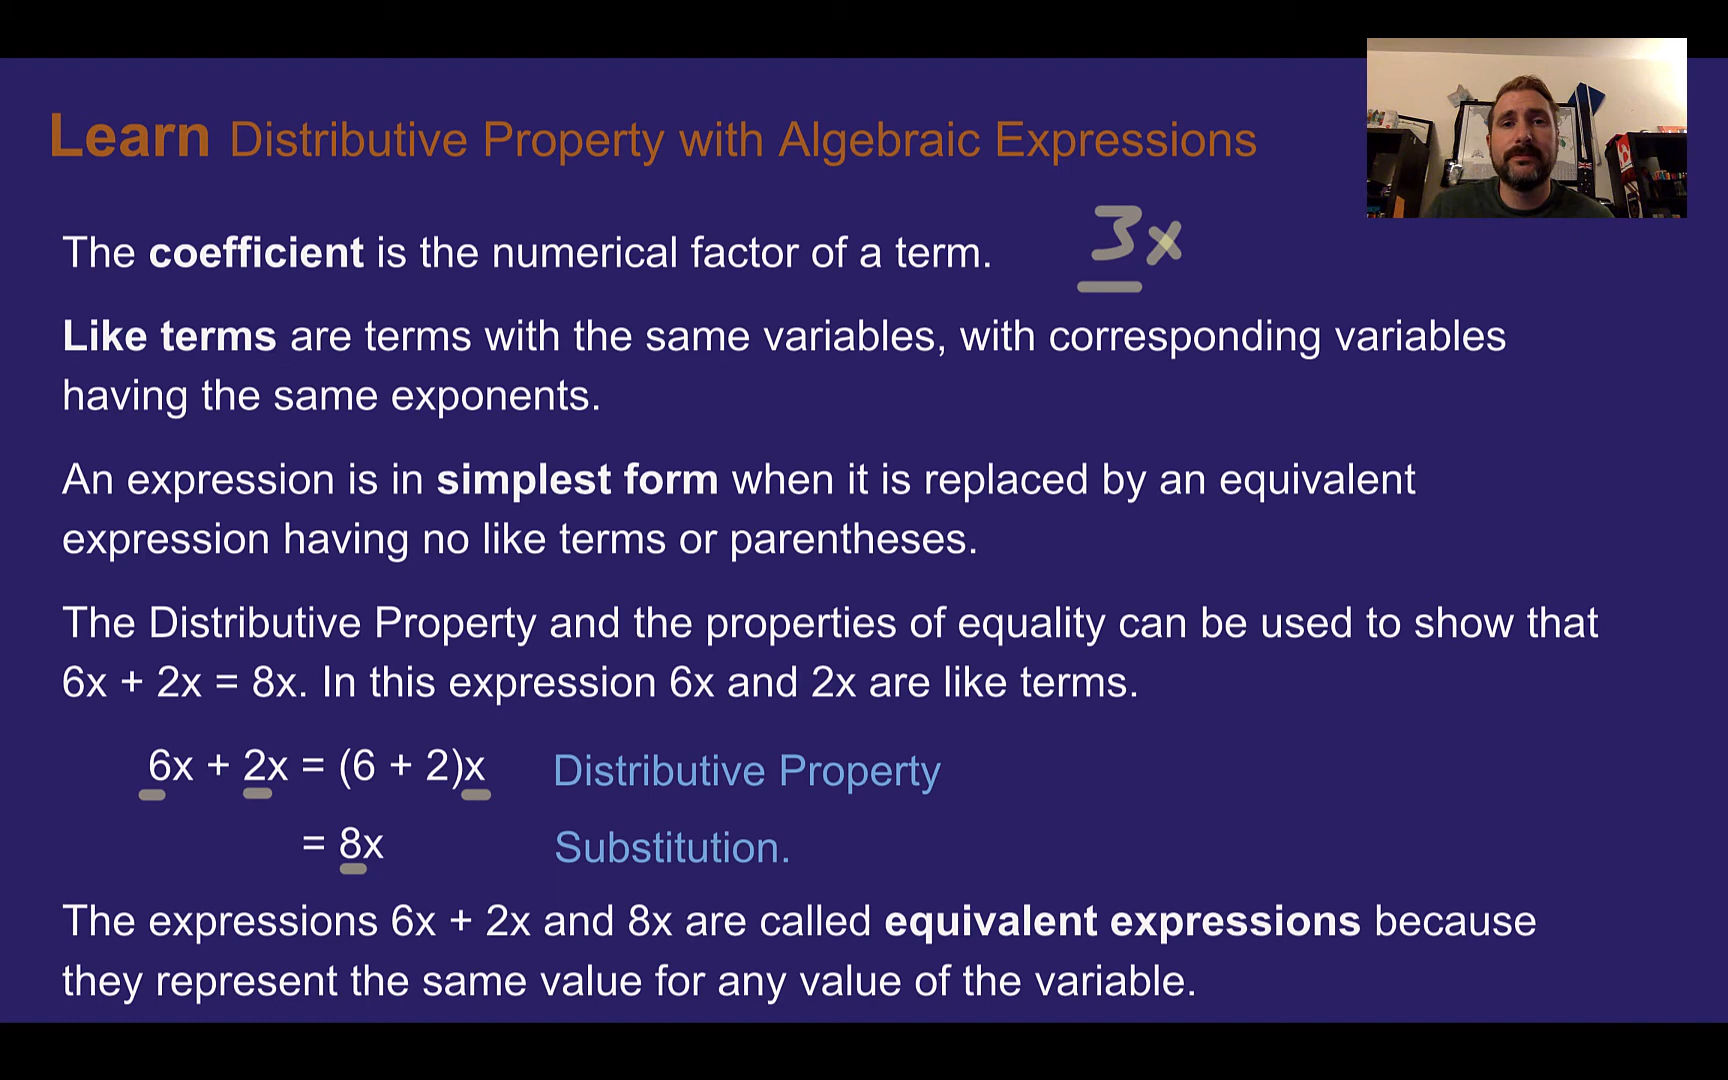 Learn Distributive Property with Algebraic Expressions
The coefficient is the numerical factor of a term. 3x
Like terms are terms with the same variables, with corresponding variables
having the same exponents.
An expression is in simplest form when it is replaced by an equivalent
expression having no like terms or parentheses.
The Distributive Property and the properties of equality can be used to show that
6x + 2x = 8x. In this expression 6x and 2x are like terms.
6x + 2x = (6 + 2)x Distributive Property
= 8x Substitution.
The expressions 6x + 2x and 8x are called equivalent expressions because
they represent the same value for any value of the variable.